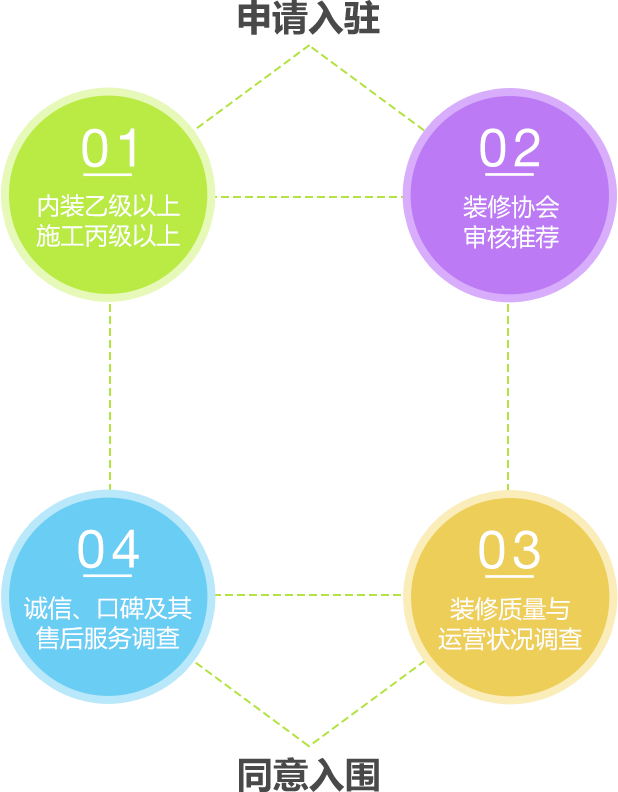 申请入驻
01
内装乙级以上
施工丙级以上
02
装修协会
审核推荐
04
诚信、口碑及其
售后服务调查
03
装修质量与
运营状况调查
同意入围